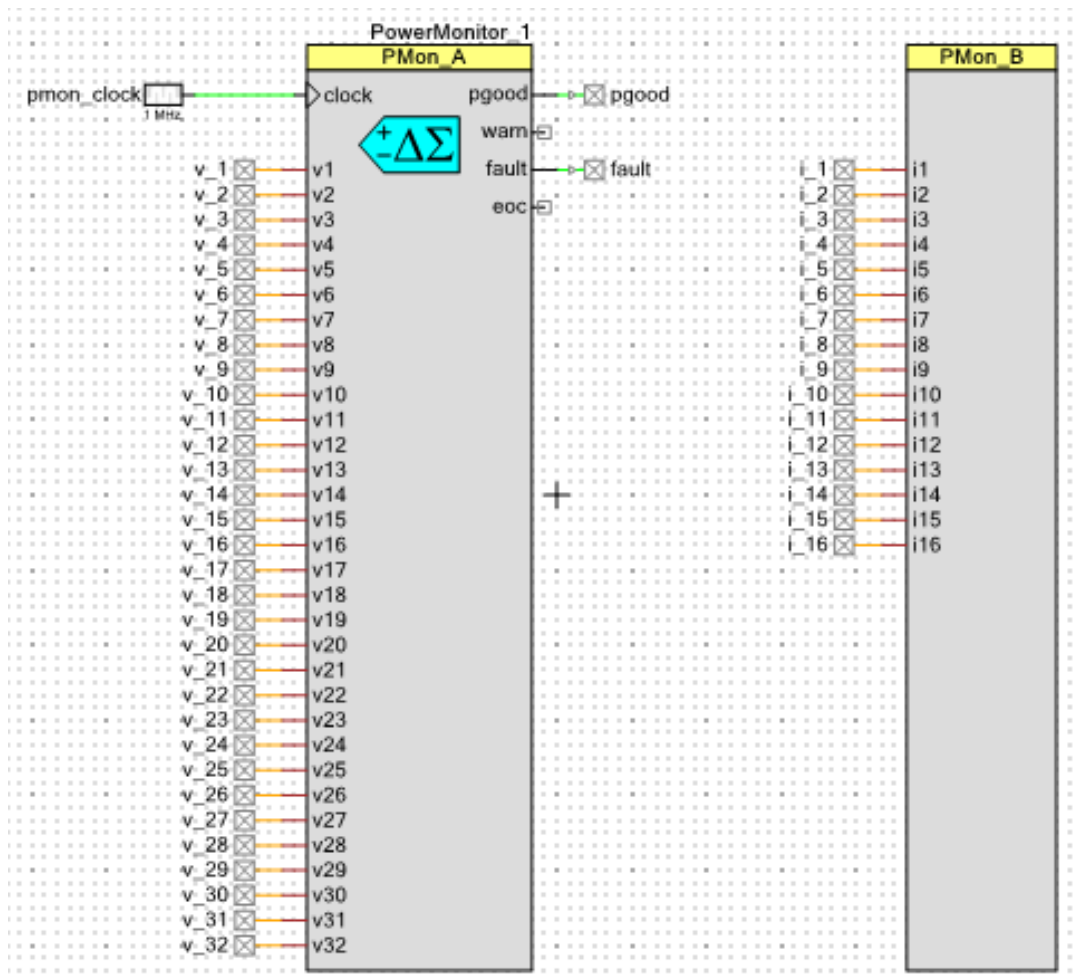 PowerMonitor_1
PMon_A PMon_B
pmon_clock 1 MHz clock pgood pgood
+ - ΔΣ warn
v_1 v1 fault fault i_1 i1
v_2 v2 eoc i_2 i2
v_3 v3 i_3 i3
v_4 v4 i_4 i4
v_5 v5 i_5 i5
v_6 v6 i_6 i6
v_7 v7 i_7 i7
v_8 v8 i_8 i8
v_9 v9 i_9 i9
v_10 v10 i_10 i10
v_11 v11 i_11 i11
v_12 v12 i_12 i12
v_13 v13 i_13 i13
v_14 v14 i_14 i14
v_15 v15 i_15 i15
v_16 v16 i_16 i16
v_17 v17
v_18 v18
v_19 v19
v_20 v20
v_21 v21
v_22 v22
v_23 v23
v_24 v24
v_25 v25
v_26 v26
v_27 v27
v_28 v28
v_29 v29
v_30 v30
v_31 v31
v_32 v32